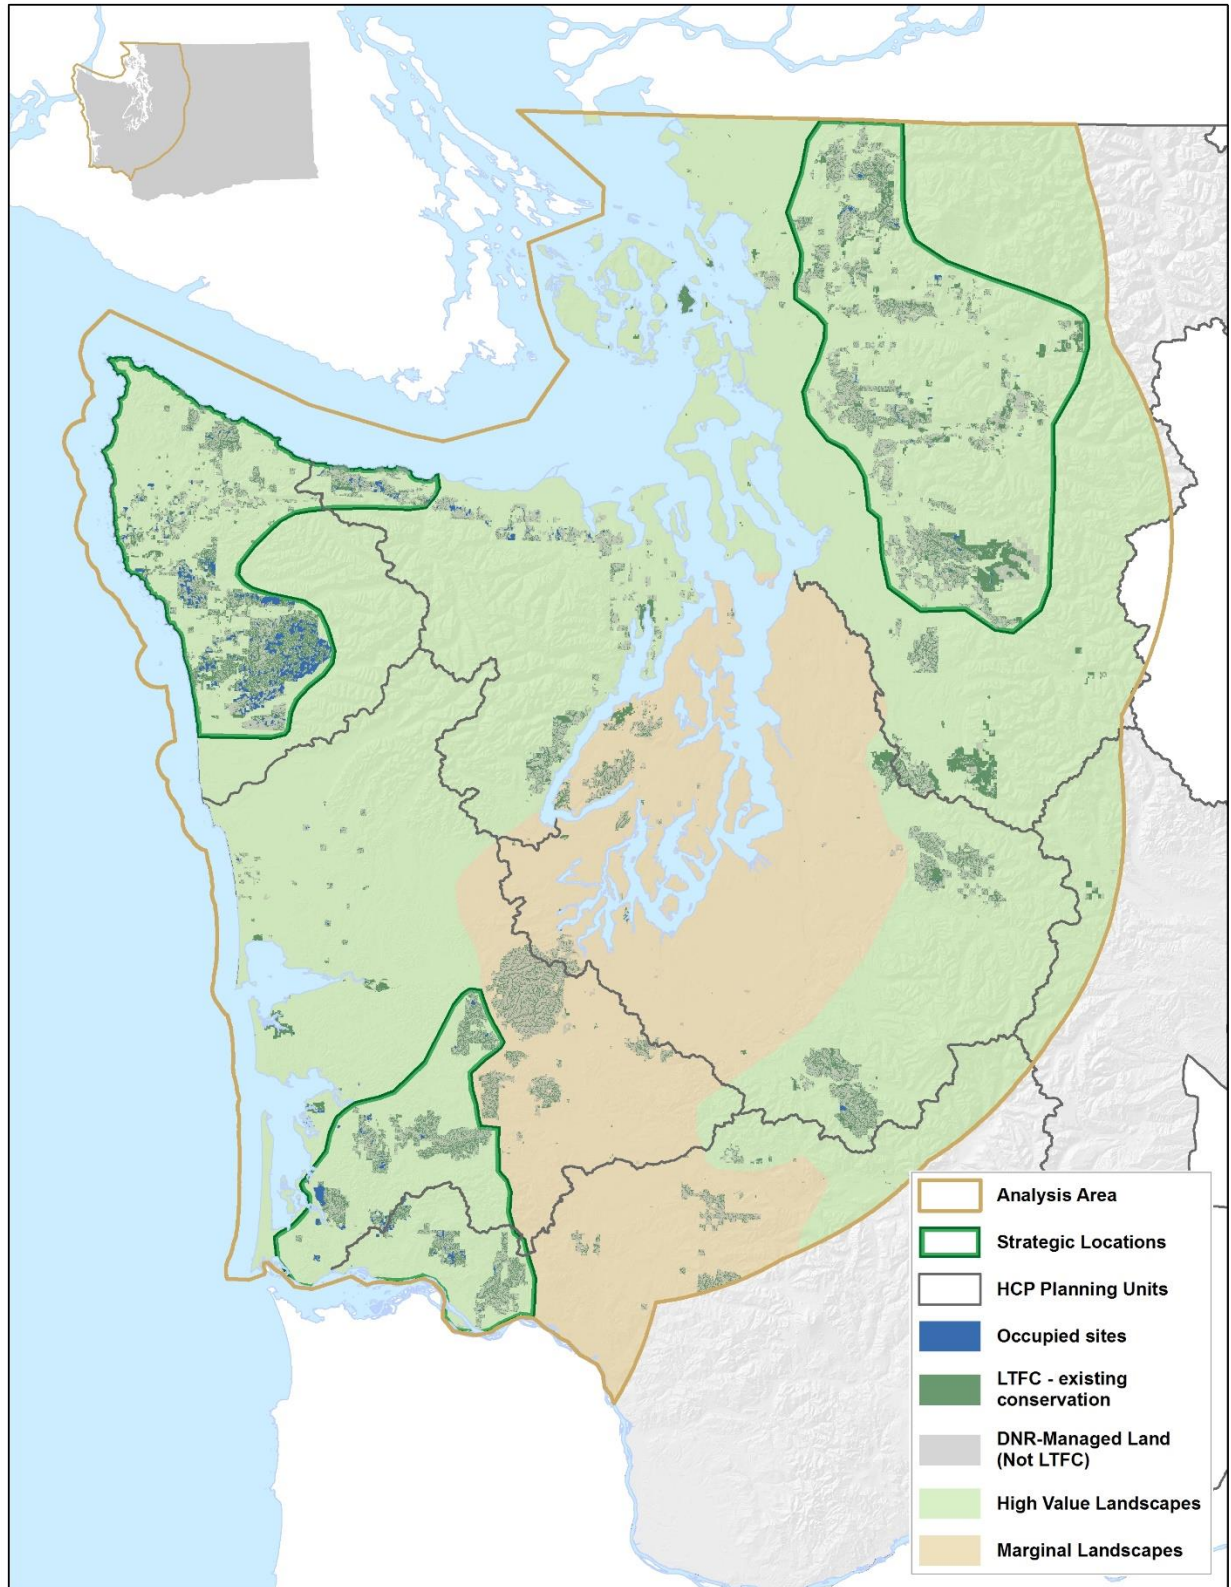 Analysis Area
Strategic Locations
HCP Planning Units
Occupied sites
LTFC - existing
conservation
DNR-Managed Land
(Not LTFC)
High Value Landscapes
Marginal Landscapes